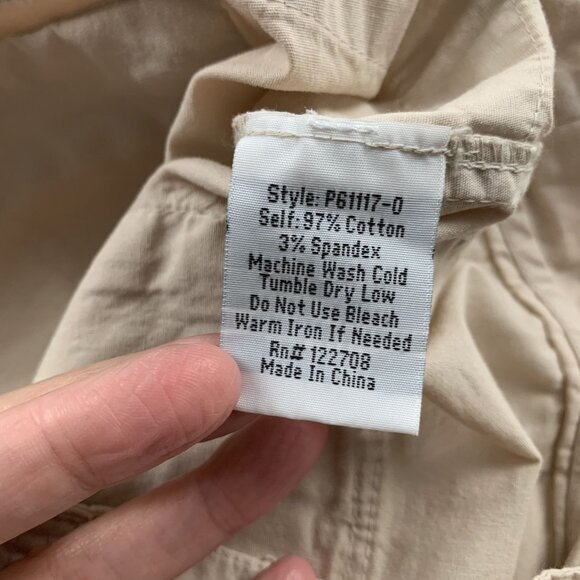 Style: P61117-0
Self: 97% Cotton
3% Spandex
Machine Wash Cold
Tumble Dry Low
Do Not Use Bleach
Warm Iron If Needed
Rn# 122708
Made In China